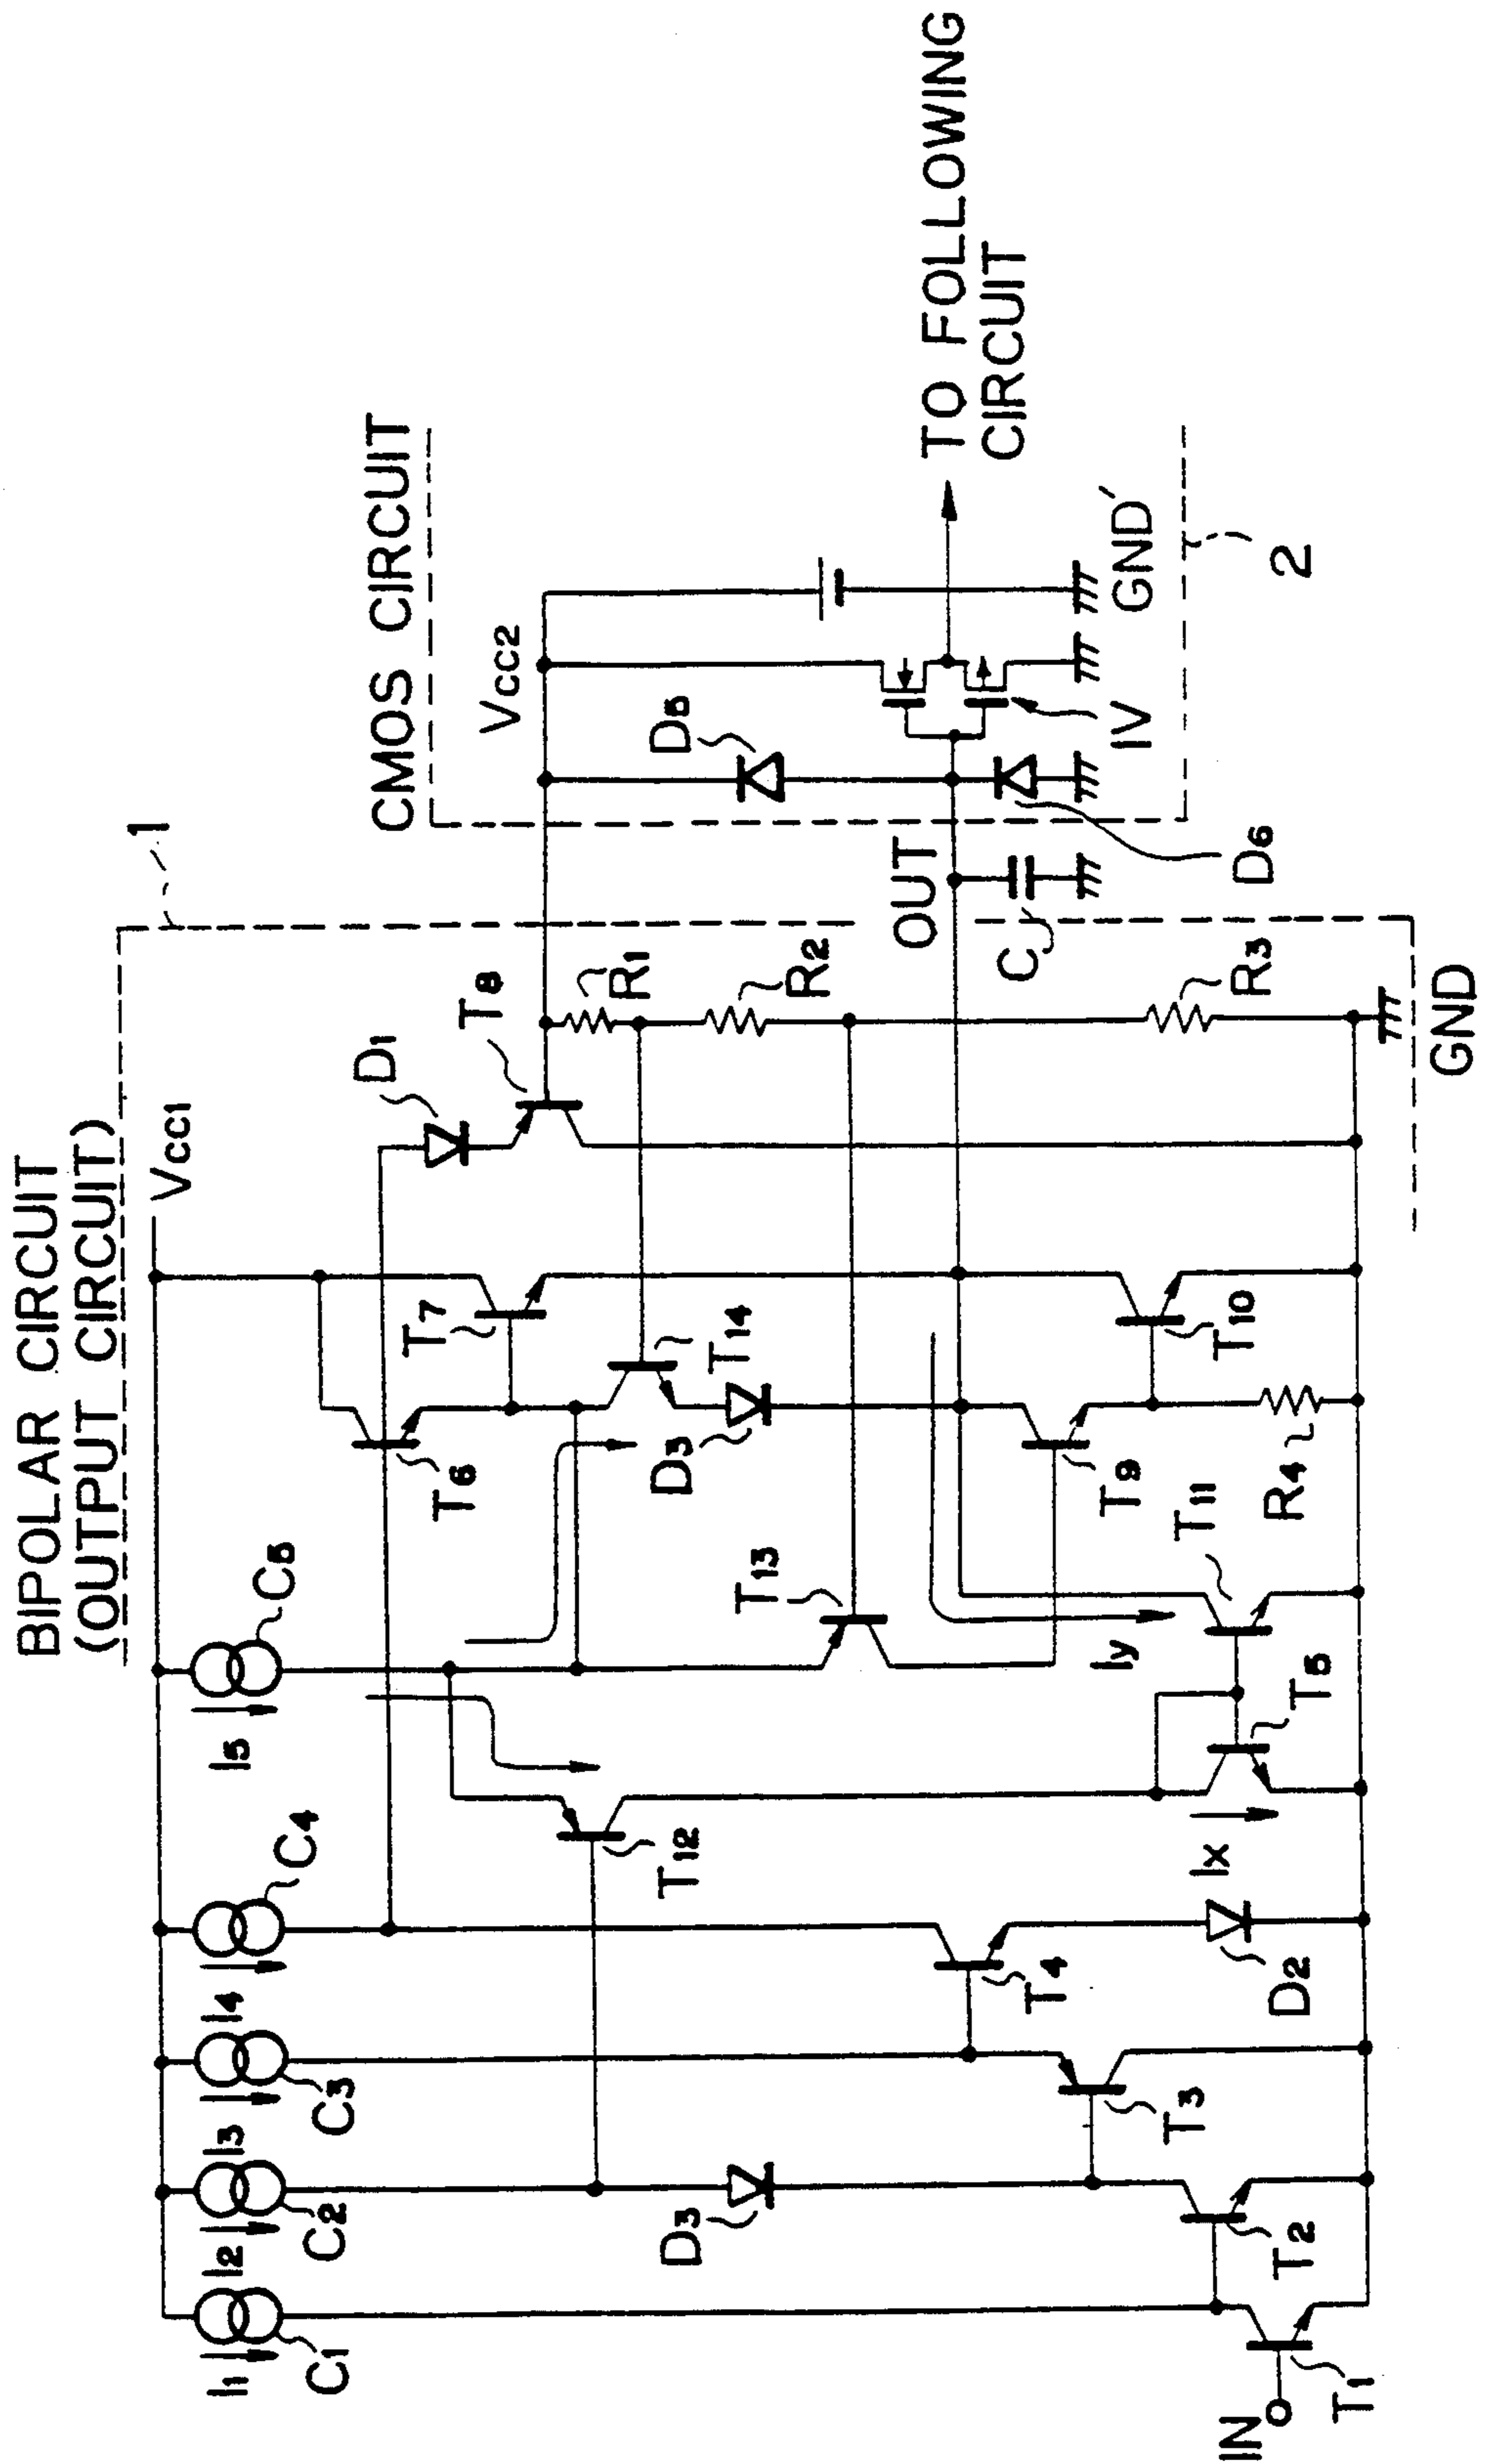 BIPOLAR CIRCUIT
(OUTPUT CIRCUIT)
1
CMOS CIRCUIT
VCC1
VCC2
I1
C1
I2
C2
I3
C3
I4
C4
I5
C5
D1
T8
R1
T6
T7
T14
R2
D5
D3
T12
D3
T13
OUT
TO FOLLOWING
CIRCUIT
T4
T9
T10
C
D6
IV
GND'
2
T3
Ix
Iy
T11
R3
IN
T1
T2
D2
T5
R4
GND